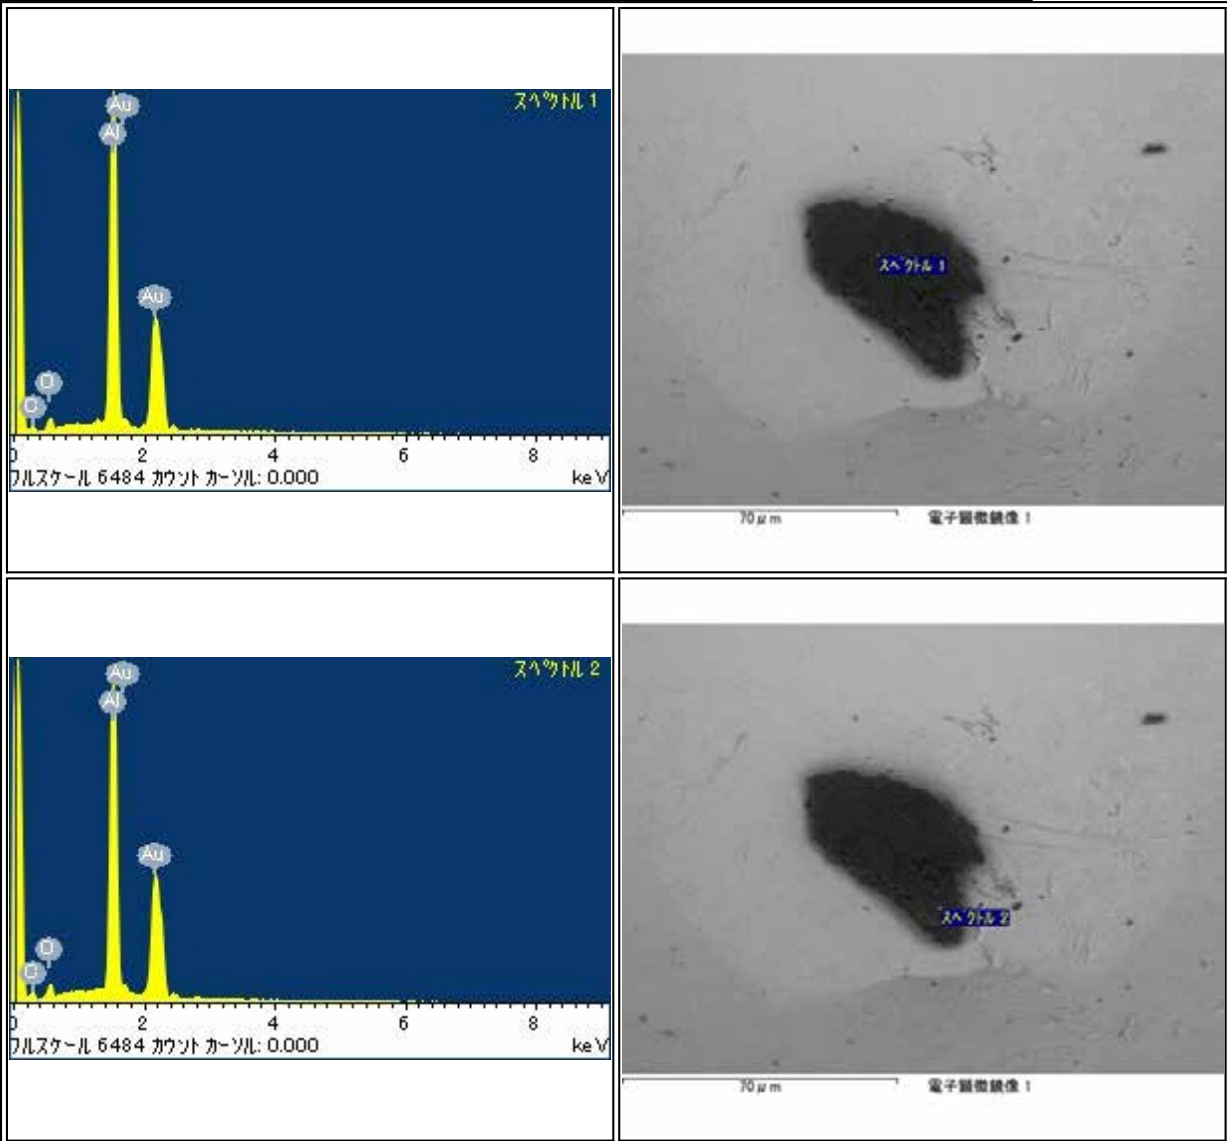 スペクトル 1
Au
Al
Au
O
C
0 2 4 6 8
フルスケール 6484 カウント カーソル: 0.000 keV
スペクトル 1
70μm 電子顕微鏡像 1
スペクトル 2
Au
Al
Au
O
C
0 2 4 6 8
フルスケール 6484 カウント カーソル: 0.000 keV
スペクトル 2
70μm 電子顕微鏡像 1